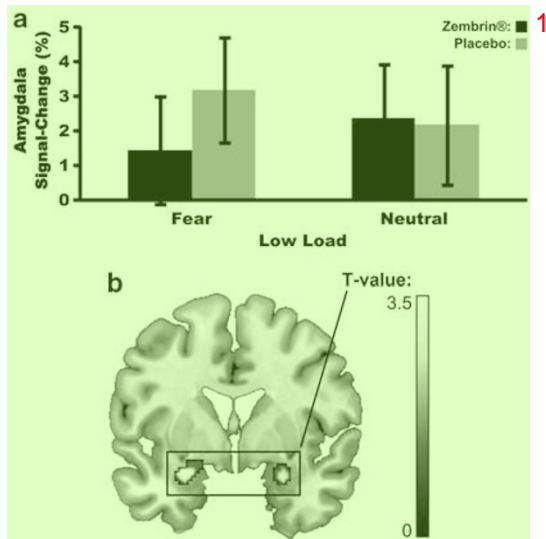 a
Zembrin®: 1
Placebo:
Amygdala
Signal-Change (%)
5
4
3
2
1
0
Fear Neutral
Low Load
b
T-value:
3.5
0